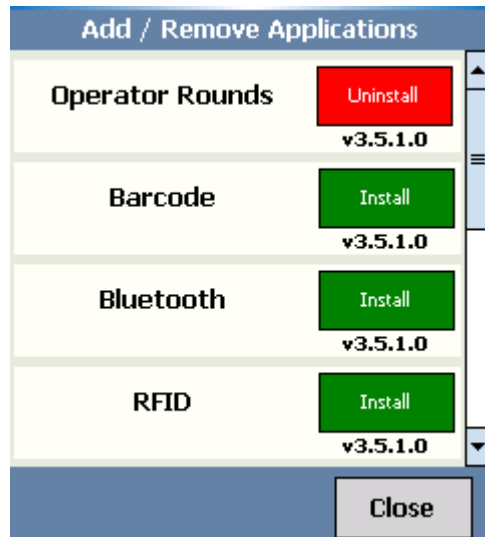 Add / Remove Applications
Operator Rounds
Uninstall
v3.5.1.0
Barcode
Install
v3.5.1.0
Bluetooth
Install
v3.5.1.0
RFID
Install
v3.5.1.0
Close